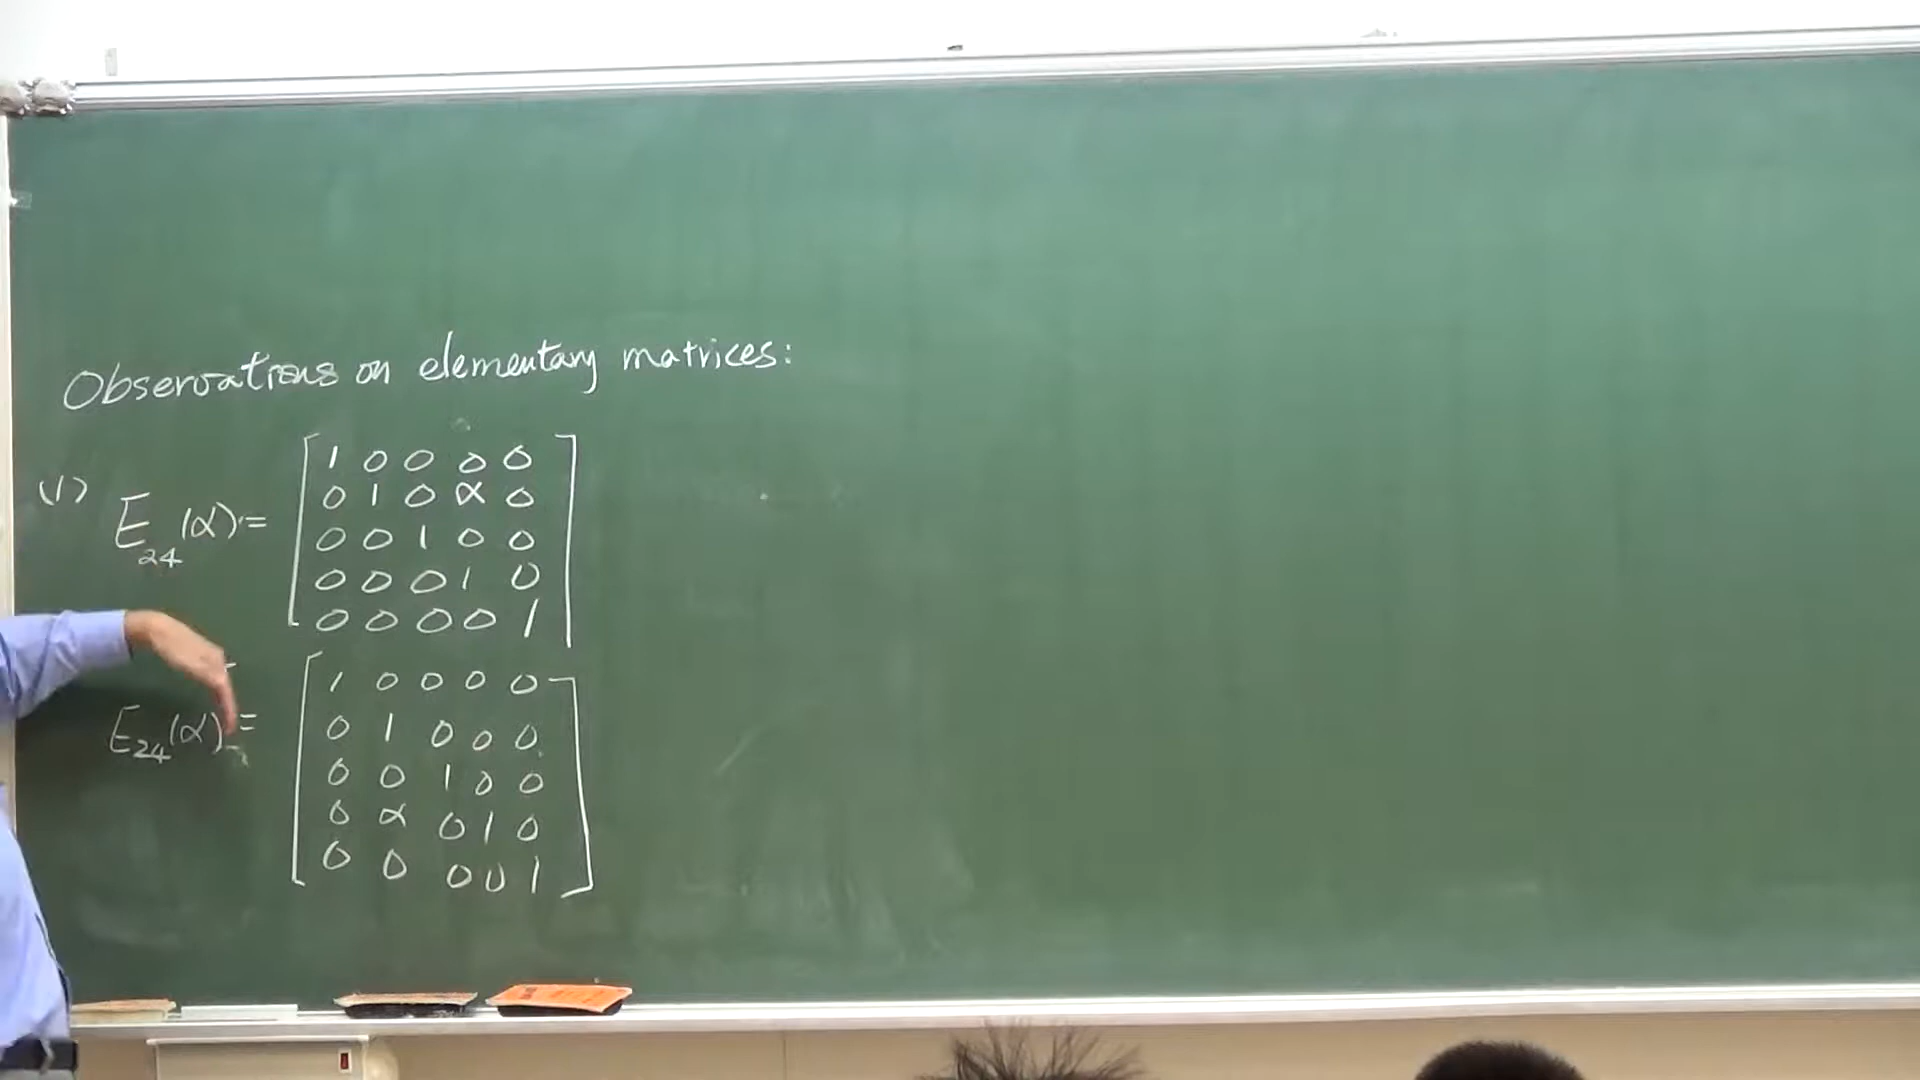 Observations on elementary matrices:
(1) E₂₄(α) = [1 0 0 0 0
0 1 0 α 0
0 0 1 0 0
0 0 0 1 0
0 0 0 0 1]
E₂₄(α) = [1 0 0 0 0
0 1 0 0 0
0 0 1 0 0
0 α 0 1 0
0 0 0 0 1]